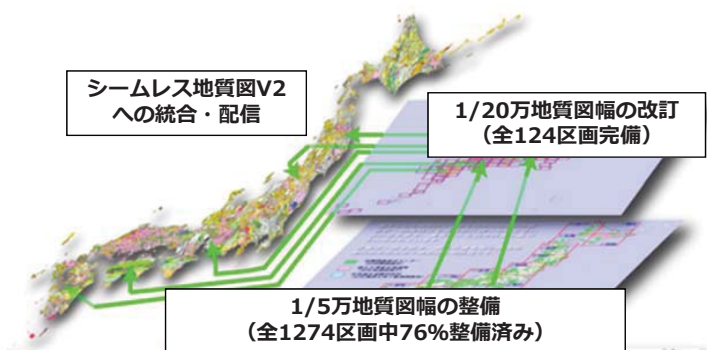 シームレス地質図V2
への統合・配信
1/20万地質図幅の改訂
（全124区画完備）
1/5万地質図幅の整備
（全1274区画中76%整備済み）